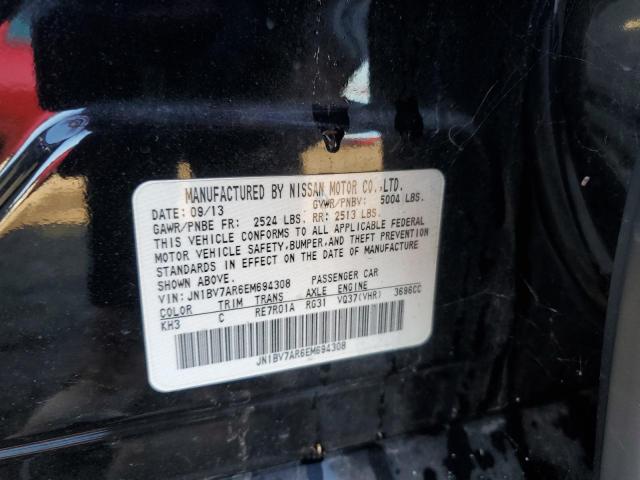 MANUFACTURED BY NISSAN MOTOR CO.,LTD.
DATE: 09/13 GVWR/PNBV: 5004 LBS.
GAWR/PNBE FR: 2524 LBS. RR: 2513 LBS.
THIS VEHICLE CONFORMS TO ALL APPLICABLE FEDERAL
MOTOR VEHICLE SAFETY,BUMPER,AND THEFT PREVENTION
STANDARDS IN EFFECT ON THE DATE OF MANUFACTURE
SHOWN ABOVE.
VIN: JN1BV7AR6EM694308 PASSENGER CAR
COLOR TRIM TRANS AXLE ENGINE
KH3 C RE7R01A RG31 VQ37(VHR) 3696CC
JN1BV7AR6EM694308